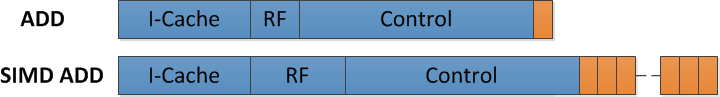 ADD I-Cache RF Control
SIMD ADD I-Cache RF Control